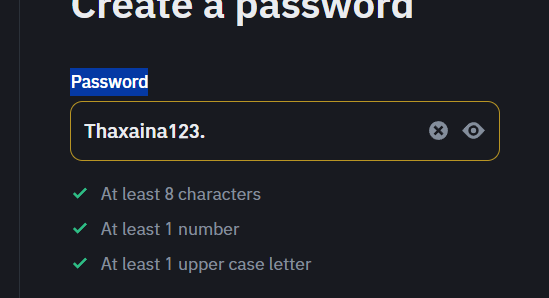 Create a password
Password
Thaxaina123.
At least 8 characters
At least 1 number
At least 1 upper case letter